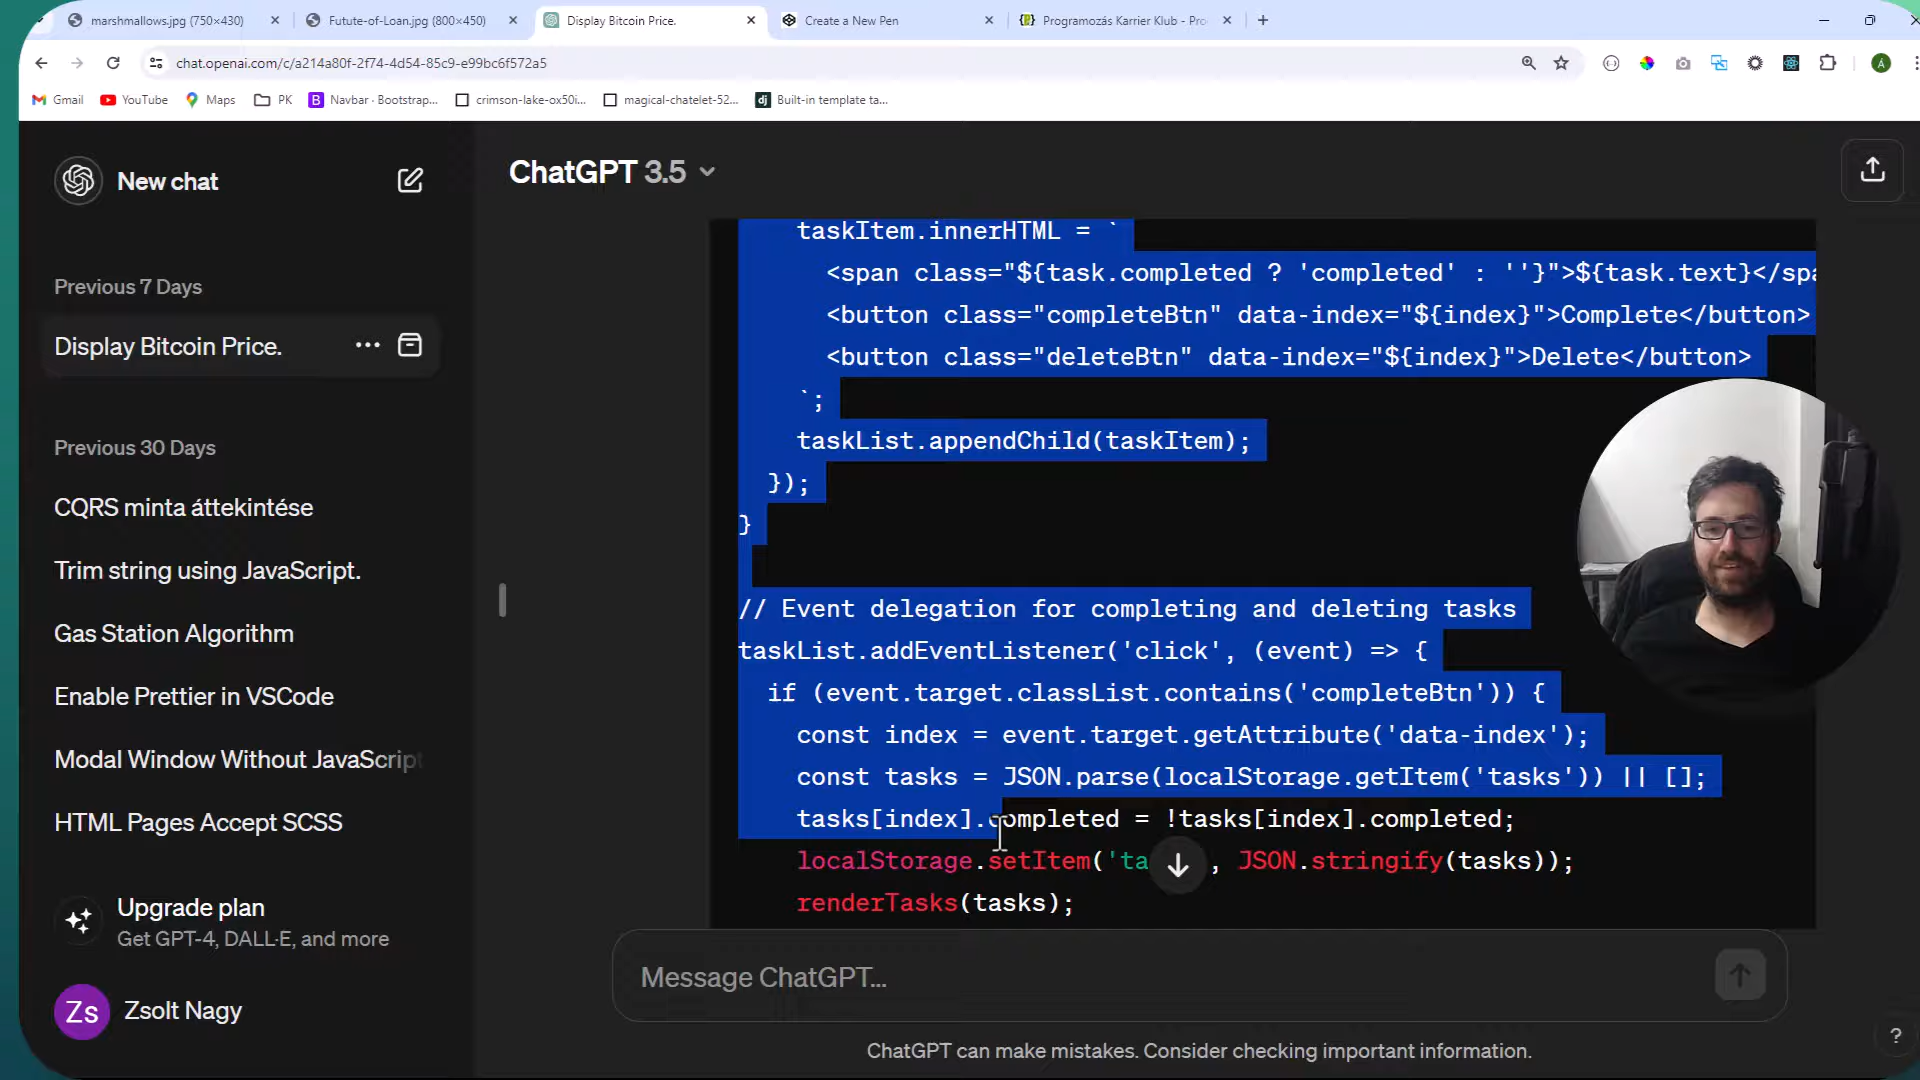 marshmallows.jpg (750×430)
Futute-of-Loan.jpg (800×450)
Display Bitcoin Price.
Create a New Pen
Programozás Karrier Klub - Pro
chat.openai.com/c/a214a80f-2f74-4d54-85c9-e99bc6f572a5
Gmail
YouTube
Maps
PK
Navbar · Bootstrap...
crimson-lake-ox50i...
magical-chatelet-52...
Built-in template ta...
New chat
Previous 7 Days
Display Bitcoin Price.
Previous 30 Days
CQRS minta áttekintése
Trim string using JavaScript.
Gas Station Algorithm
Enable Prettier in VSCode
Modal Window Without JavaScript
HTML Pages Accept SCSS
Upgrade plan
Get GPT-4, DALL·E, and more
Zs
Zsolt Nagy
ChatGPT 3.5
taskItem.innerHTML = `
<span class="${task.completed ? 'completed' : ''}">${task.text}</spa
<button class="completeBtn" data-index="${index}">Complete</button>
<button class="deleteBtn" data-index="${index}">Delete</button>
`;
taskList.appendChild(taskItem);
});
}
// Event delegation for completing and deleting tasks
taskList.addEventListener('click', (event) => {
if (event.target.classList.contains('completeBtn')) {
const index = event.target.getAttribute('data-index');
const tasks = JSON.parse(localStorage.getItem('tasks')) || [];
tasks[index].completed = !tasks[index].completed;
localStorage.setItem('ta , JSON.stringify(tasks));
renderTasks(tasks);
Message ChatGPT...
ChatGPT can make mistakes. Consider checking important information.
?